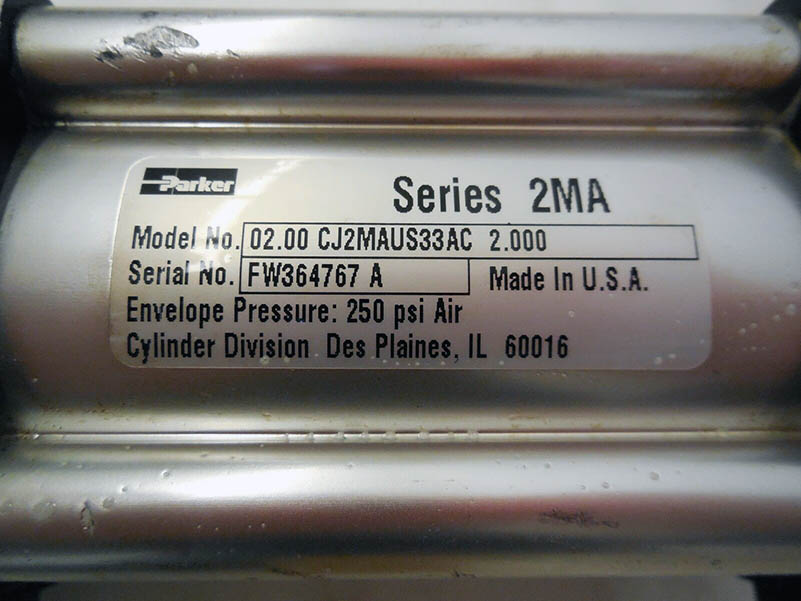 Parker
Series 2MA
Model No. 02.00 CJ2MAUS33AC 2.000
Serial No. FW364767 A Made In U.S.A.
Envelope Pressure: 250 psi Air
Cylinder Division Des Plaines, IL 60016